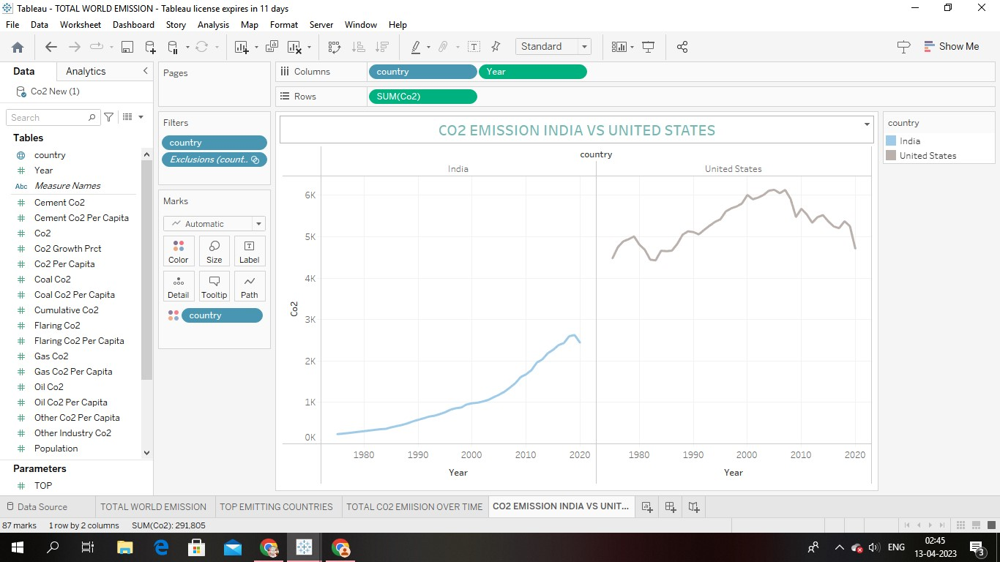 Tableau - TOTAL WORLD EMISSION - Tableau license expires in 11 days
File Data Worksheet Dashboard Story Analysis Map Format Server Window Help
Standard
Show Me
Data Analytics
Co2 New (1)
Search
Tables
country
Year
Abc Measure Names
Cement Co2
Cement Co2 Per Capita
Co2
Co2 Growth Prct
Co2 Per Capita
Coal Co2
Coal Co2 Per Capita
Cumulative Co2
Flaring Co2
Flaring Co2 Per Capita
Gas Co2
Gas Co2 Per Capita
Oil Co2
Oil Co2 Per Capita
Other Co2 Per Capita
Other Industry Co2
Population
Parameters
TOP
Pages
Filters
country
Exclusions (count..
Marks
Automatic
Color Size Label
Detail Tooltip Path
country
Columns country Year
Rows SUM(Co2)
CO2 EMISSION INDIA VS UNITED STATES
country
India United States
6K
5K
4K
3K
2K
1K
0K
Co2
1980 1990 2000 2010 2020 1980 1990 2000 2010 2020
Year Year
country
India
United States
Data Source TOTAL WORLD EMISSION TOP EMITTING COUNTRIES TOTAL CO2 EMIISION OVER TIME CO2 EMISSION INDIA VS UNIT...
87 marks 1 row by 2 columns SUM(Co2): 291,805
ENG 02:45
13-04-2023 3